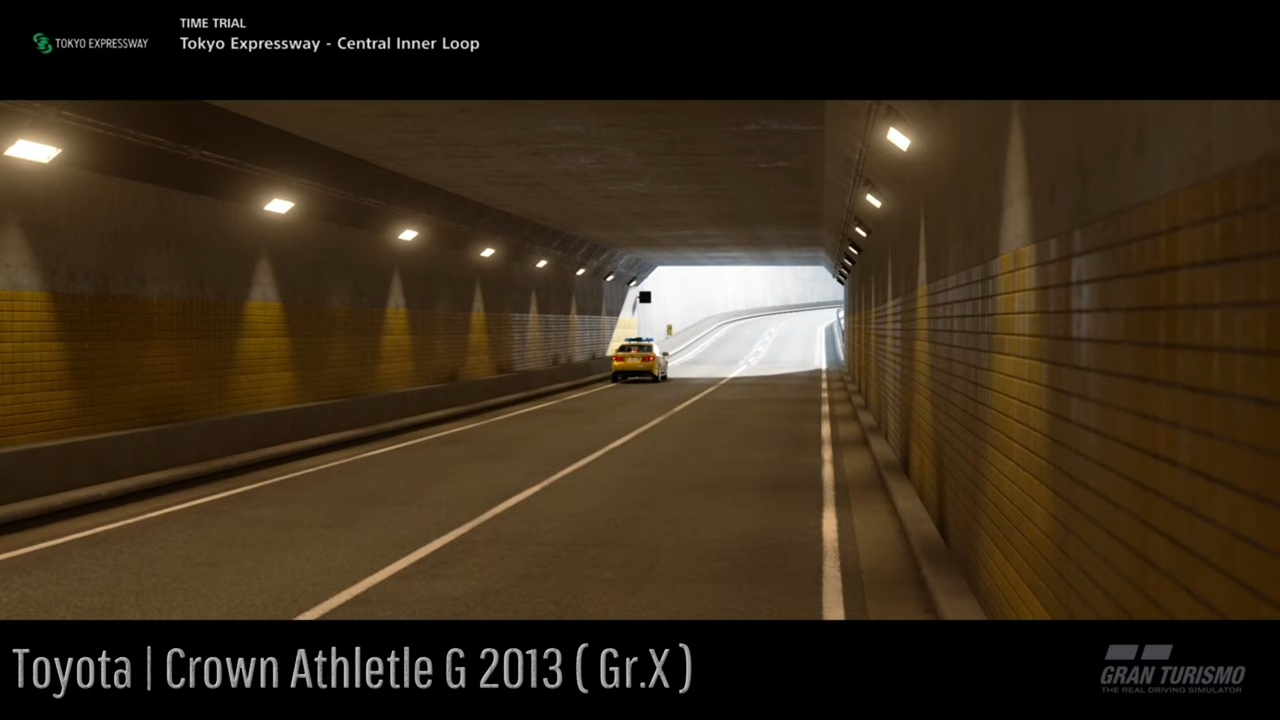 TIME TRIAL
TOKYO EXPRESSWAY
Tokyo Expressway - Central Inner Loop
Toyota | Crown Athletle G 2013 ( Gr.X )
GRAN TURISMO
THE REAL DRIVING SIMULATOR